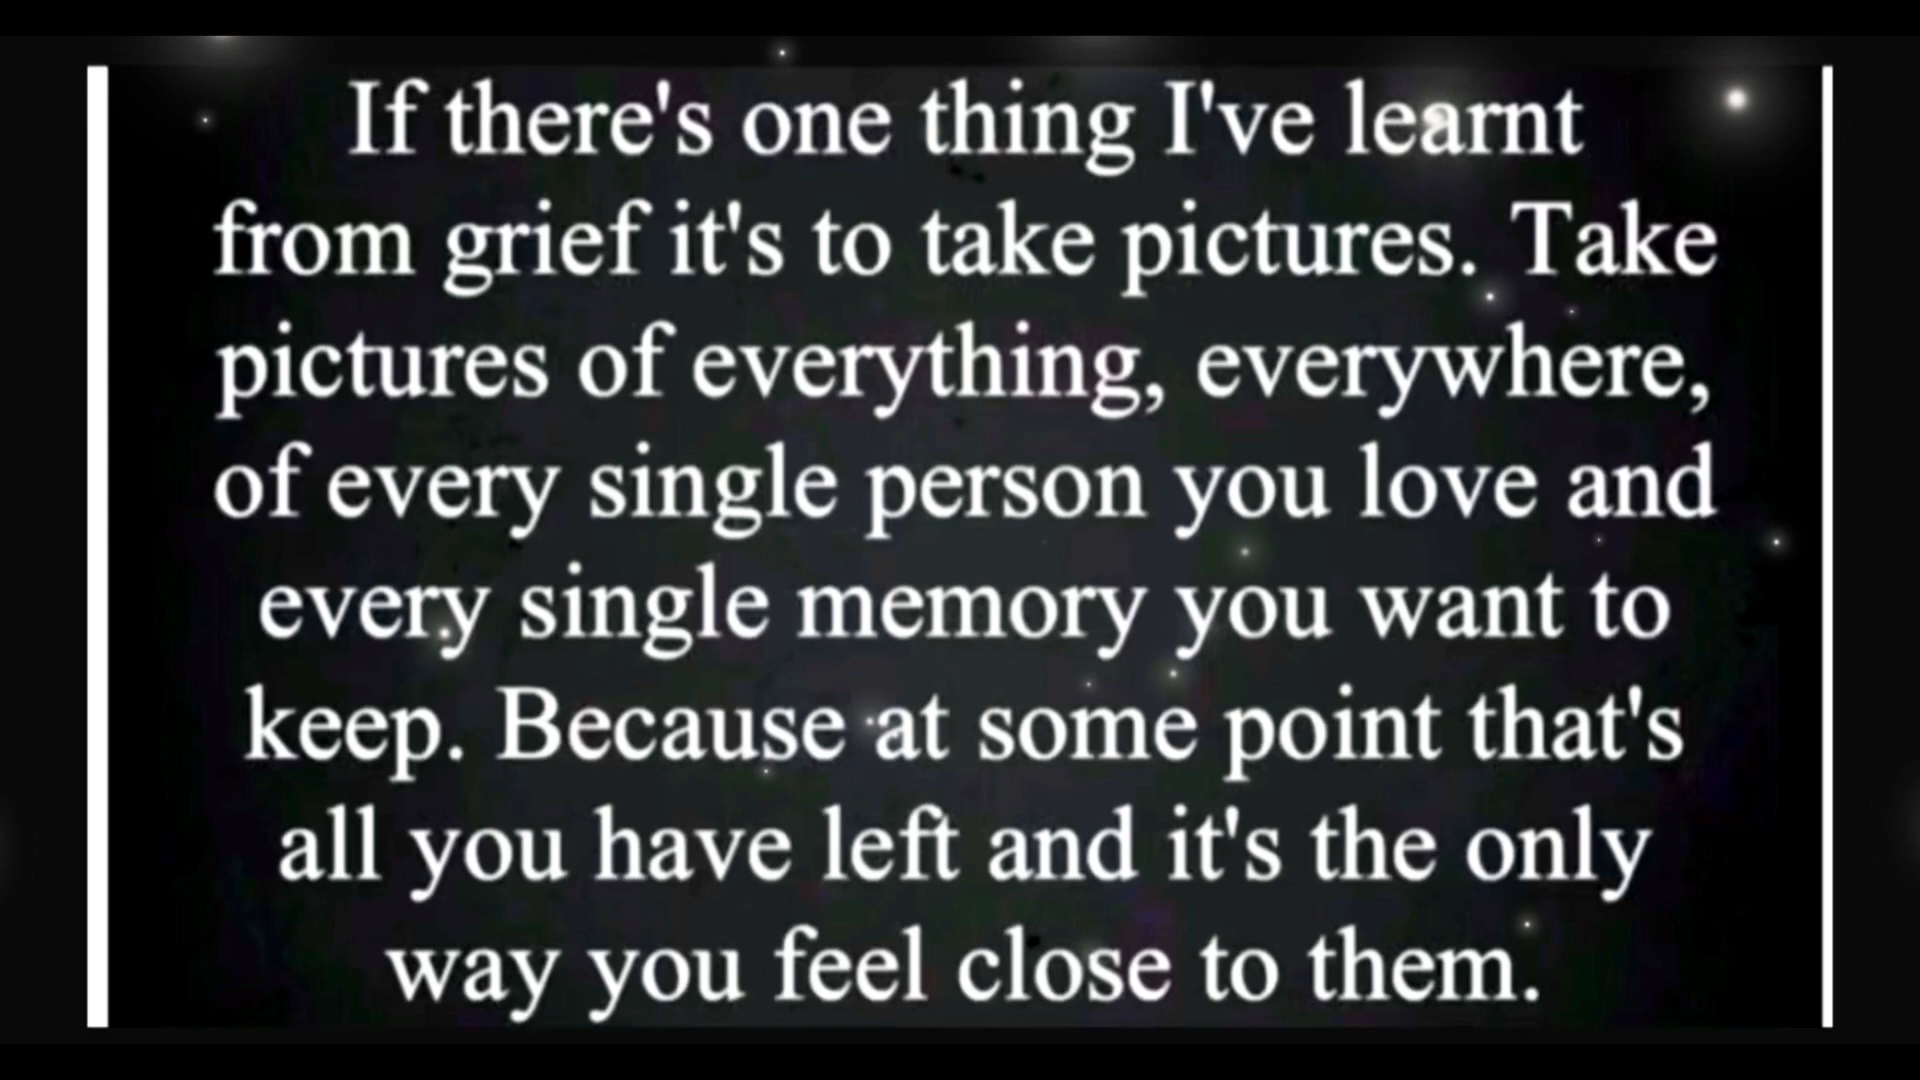 If there's one thing I've learnt
from grief it's to take pictures. Take
pictures of everything, everywhere,
of every single person you love and
every single memory you want to
keep. Because at some point that's
all you have left and it's the only
way you feel close to them.